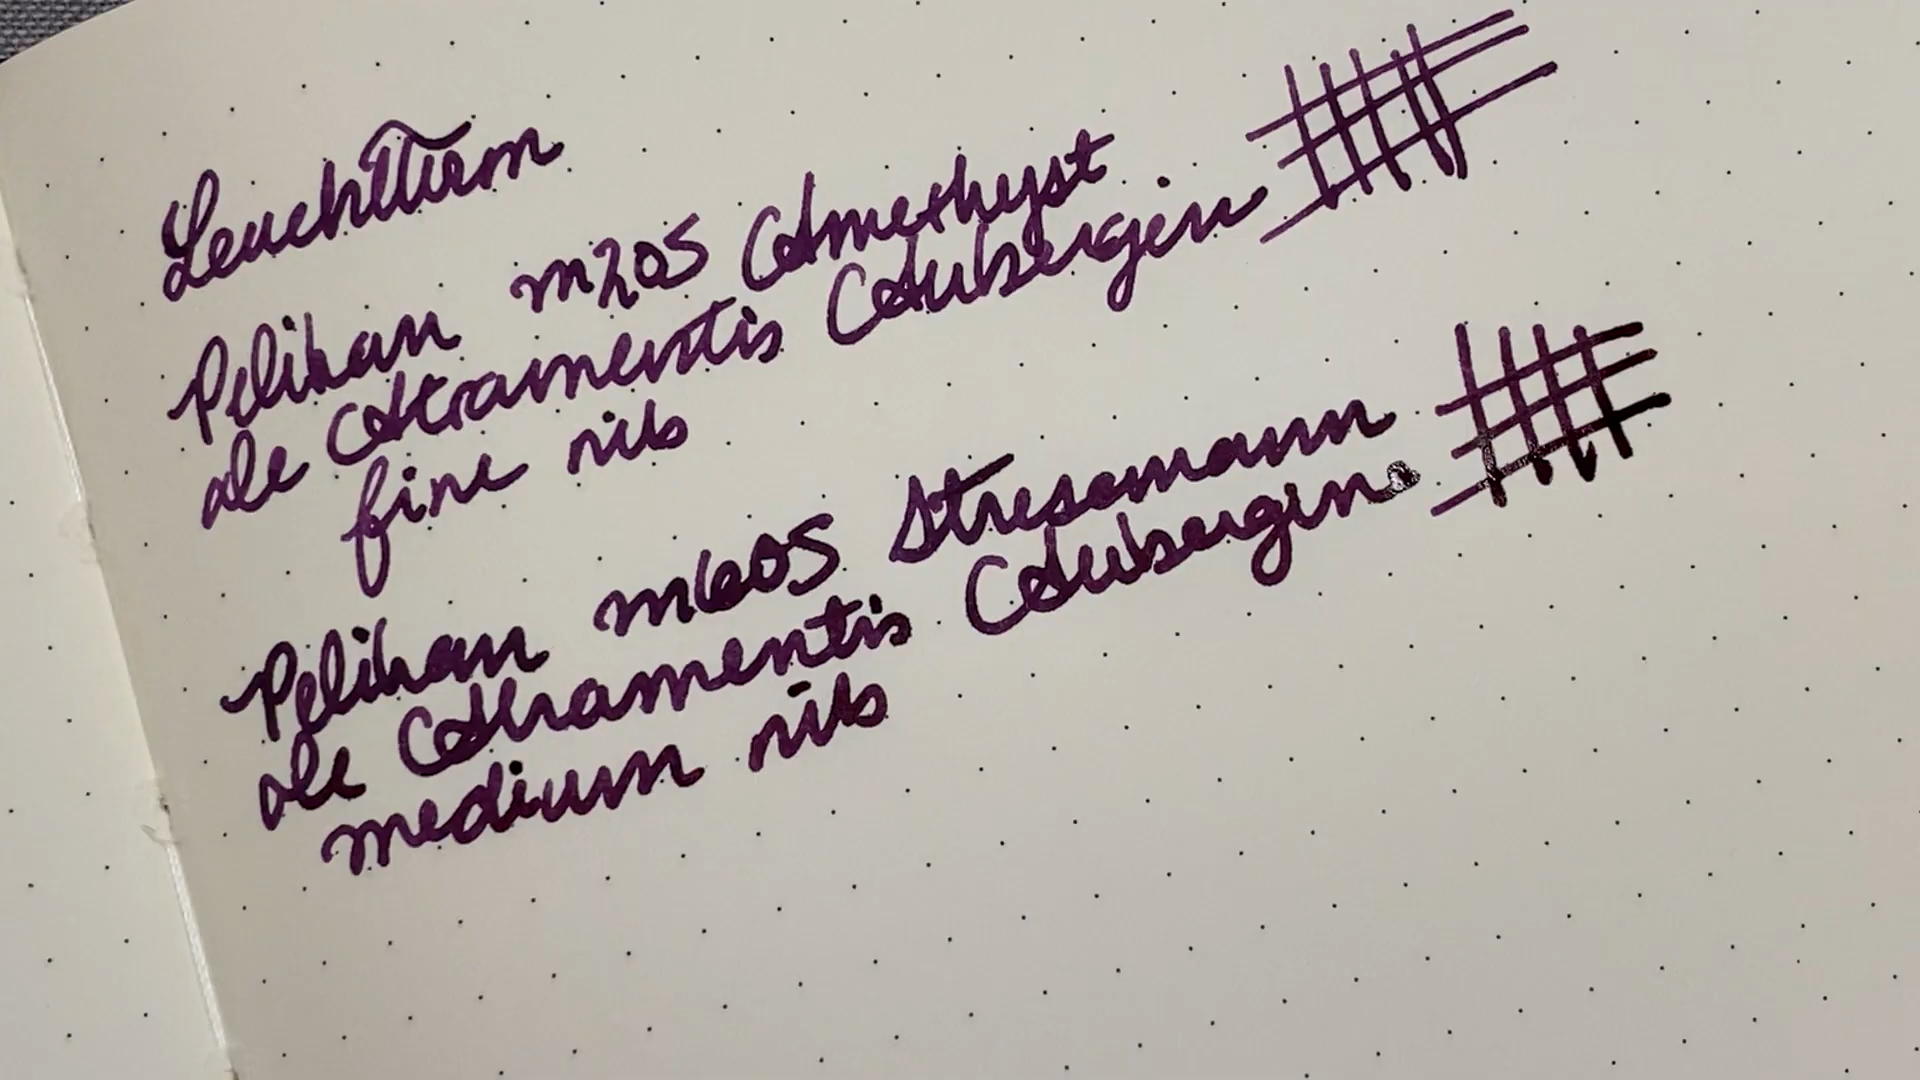 Leuchtturm
Pelikan m205 Amethyst
de Atramentis Aubergine
fine nib
Pelikan m605 Stresemann
de Atramentis Aubergine
medium nib